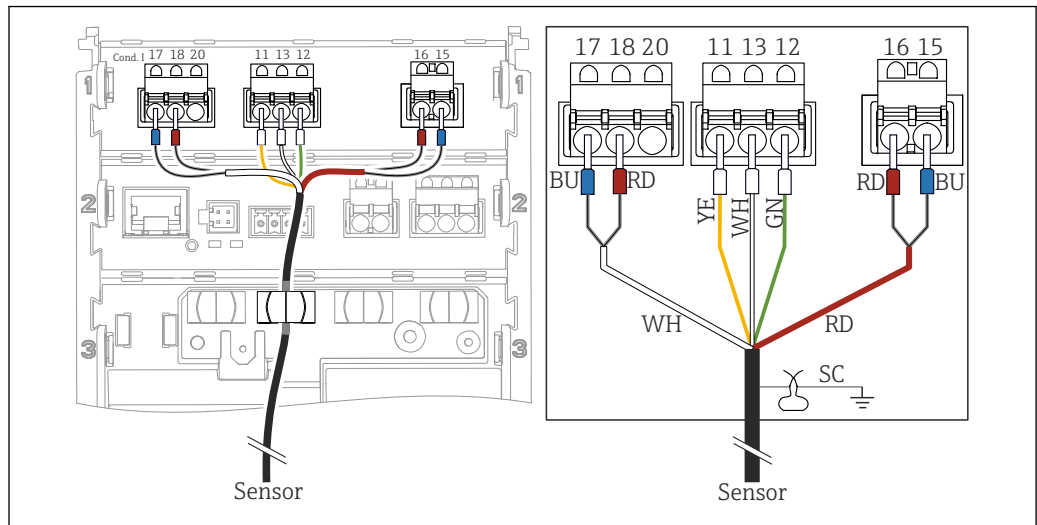 Cond. I 17 18 20 11 13 12 16 15
1 1
2 2
3 3
Sensor
17 18 20 11 13 12 16 15
BU RD YE WH GN RD BU
WH RD
SC
Sensor